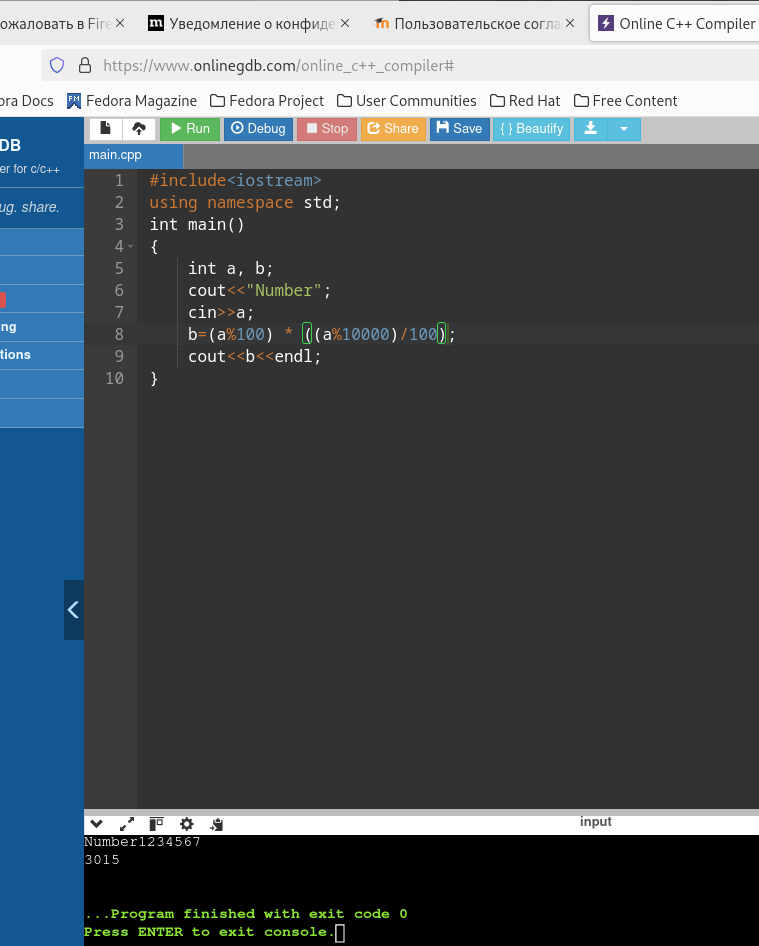 ожаловать в Fire
Уведомление о конфиде
Пользовательское согла
Online C++ Compiler
https://www.onlinegdb.com/online_c++_compiler#
ora Docs
Fedora Magazine
Fedora Project
User Communities
Red Hat
Free Content
DB
er for c/c++
ug. share.
ng
tions
Run
Debug
Stop
Share
Save
{ } Beautify
main.cpp
1 #include<iostream>
2 using namespace std;
3 int main()
4 {
5 int a, b;
6 cout<<"Number";
7 cin>>a;
8 b=(a%100) * ((a%10000)/100);
9 cout<<b<<endl;
10 }
input
Number1234567
3015
...Program finished with exit code 0
Press ENTER to exit console.